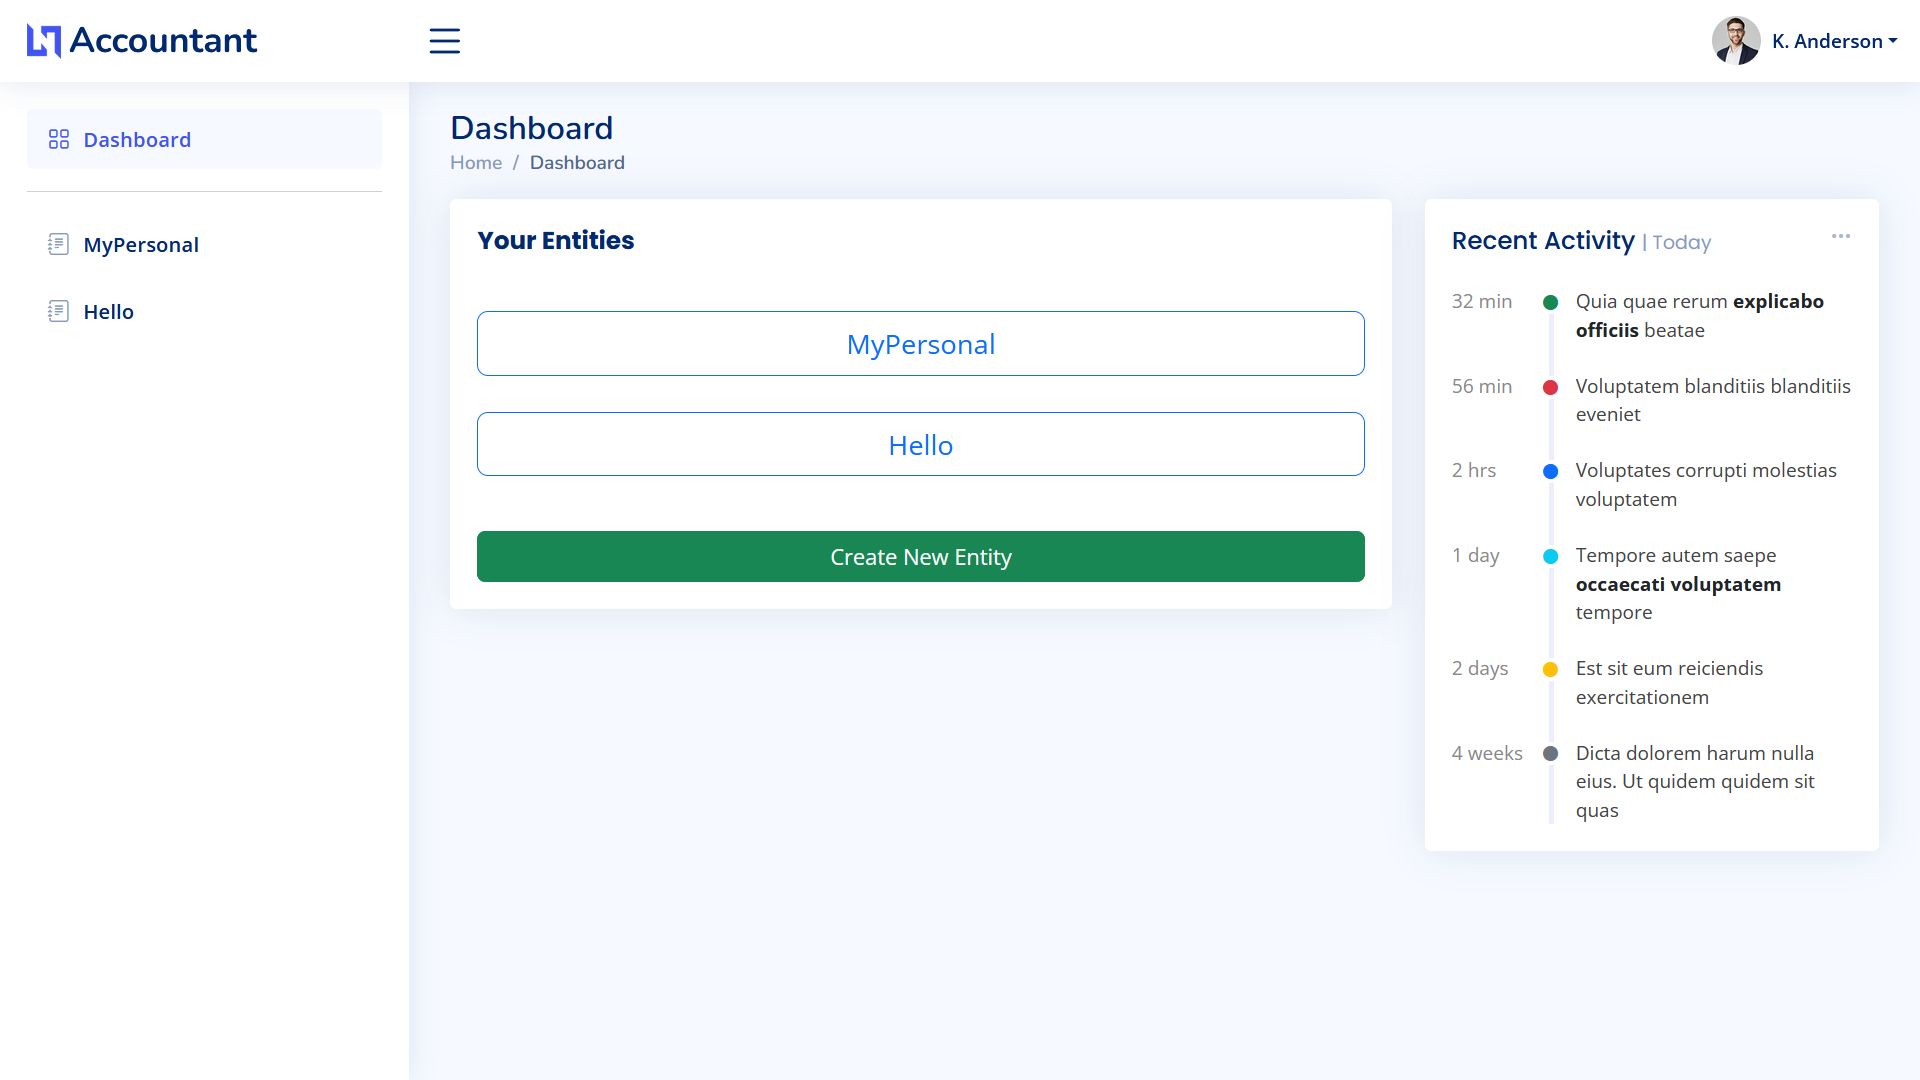 Accountant
K. Anderson
Dashboard
MyPersonal
Hello
Dashboard
Home / Dashboard
Your Entities
MyPersonal
Hello
Create New Entity
Recent Activity | Today
32 min
Quia quae rerum explicabo
officiis beatae
56 min
Voluptatem blanditiis blanditiis
eveniet
2 hrs
Voluptates corrupti molestias
voluptatem
1 day
Tempore autem saepe
occaecati voluptatem
tempore
2 days
Est sit eum reiciendis
exercitationem
4 weeks
Dicta dolorem harum nulla
eius. Ut quidem quidem sit
quas